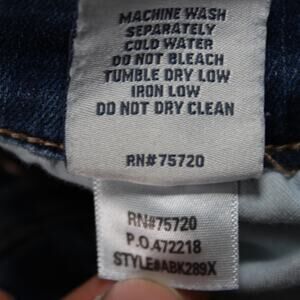 MACHINE WASH
SEPARATELY
COLD WATER
DO NOT BLEACH
TUMBLE DRY LOW
IRON LOW
DO NOT DRY CLEAN
RN#75720
RN#75720
P.O.472218
STYLE#ABK289X